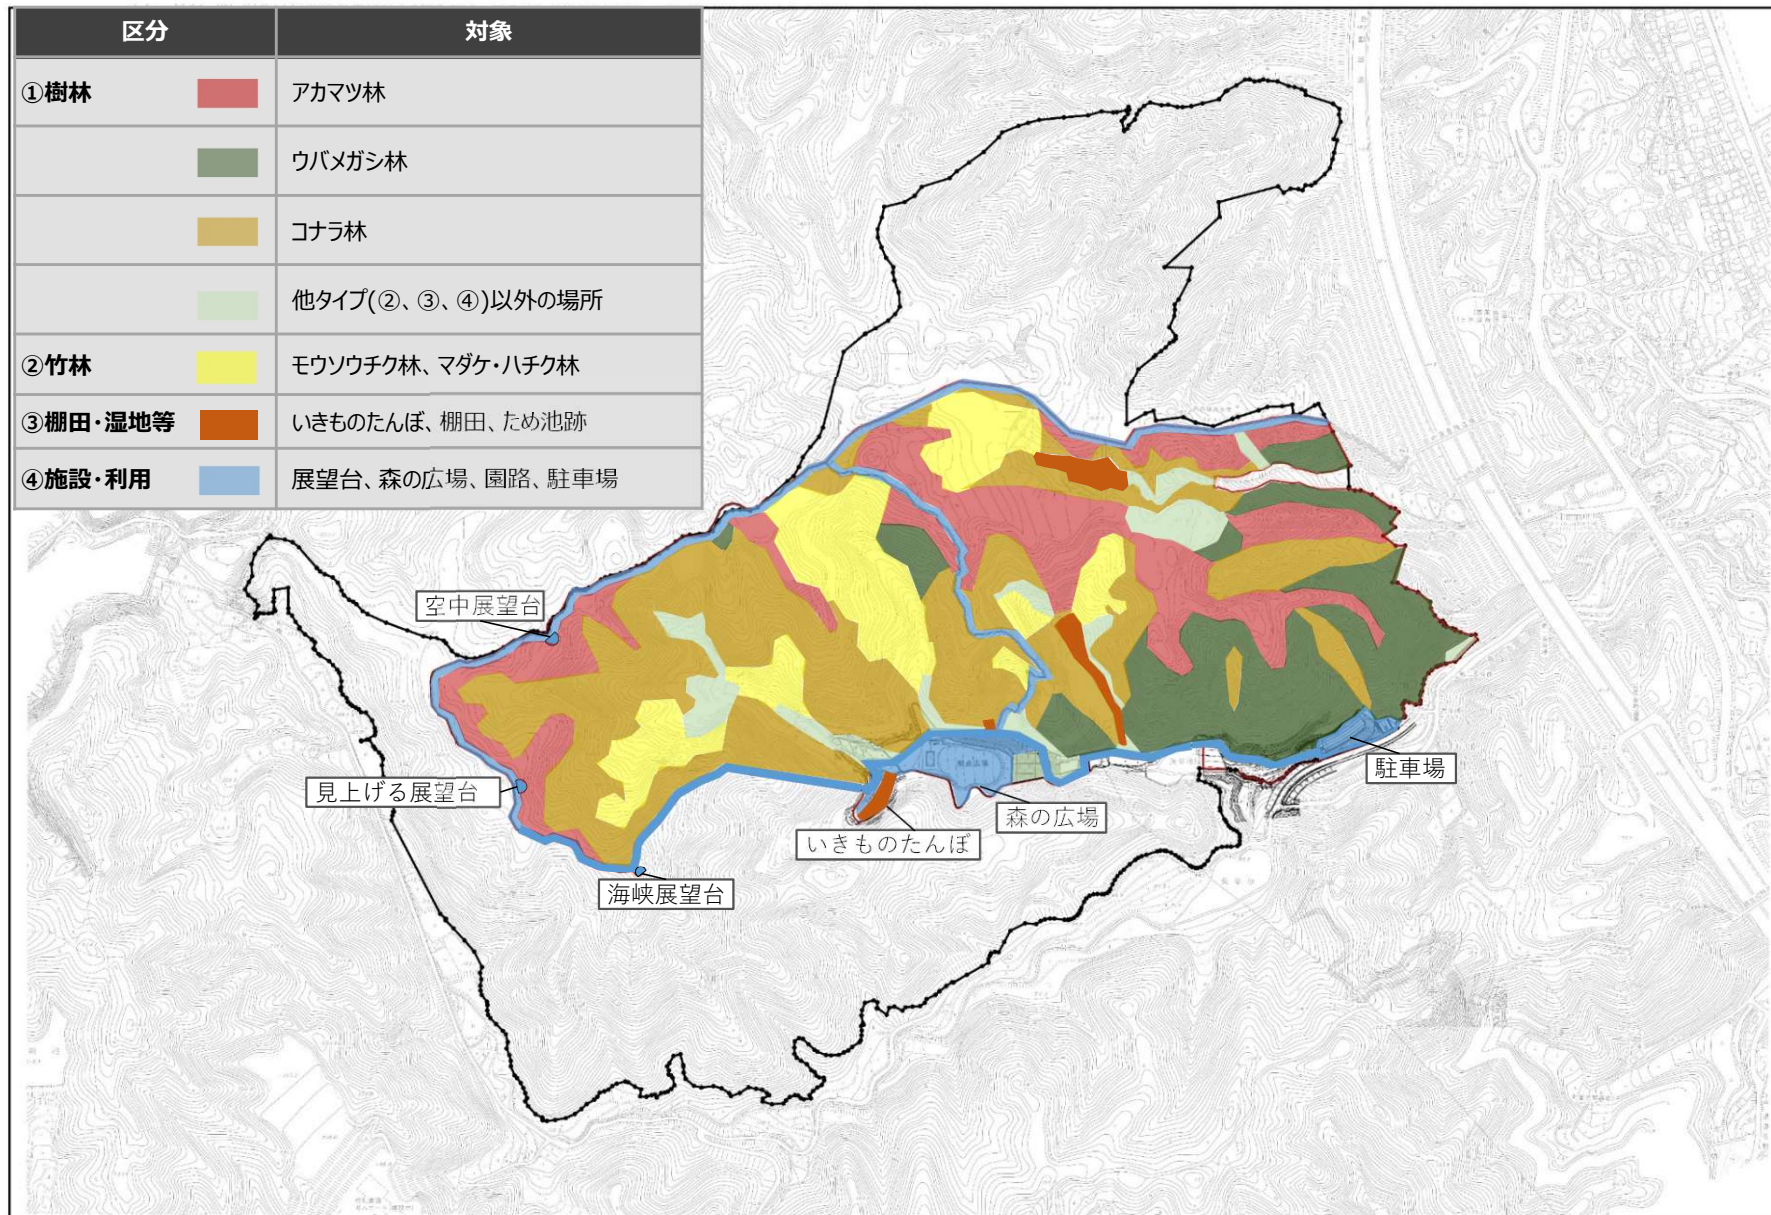 区分 対象
①樹林 アカマツ林
ウバメガシ林
コナラ林
他タイプ(②、③、④)以外の場所
②竹林 モウソウチク林、マダケ・ハチク林
③棚田・湿地等 いきものたんぼ、棚田、ため池跡
④施設・利用 展望台、森の広場、園路、駐車場
空中展望台
見上げる展望台
駐車場
森の広場
いきものたんぼ
海峡展望台